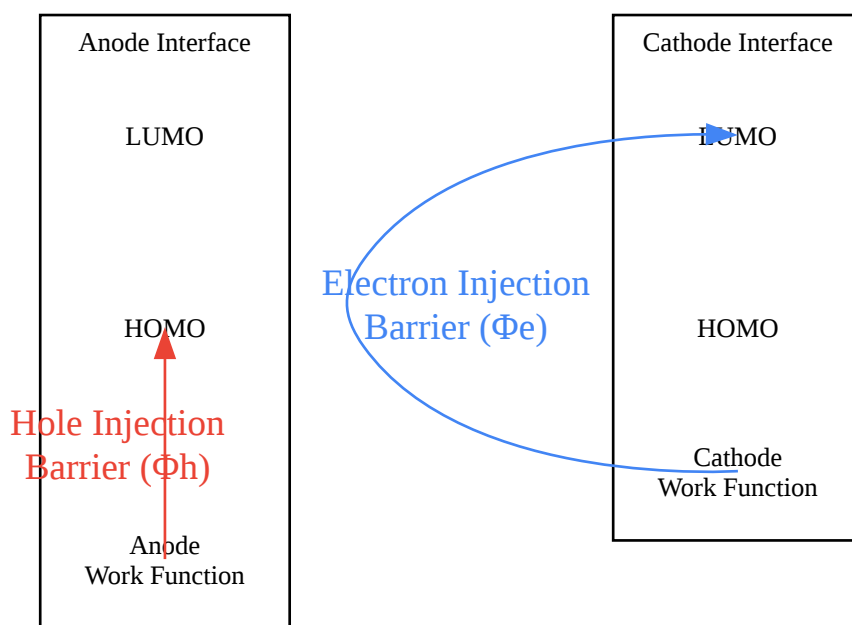 Anode Interface
LUMO
HOMO
Hole Injection
Barrier (Φh)
Anode
Work Function
Electron Injection
Barrier (Φe)
Cathode Interface
LUMO
HOMO
Cathode
Work Function